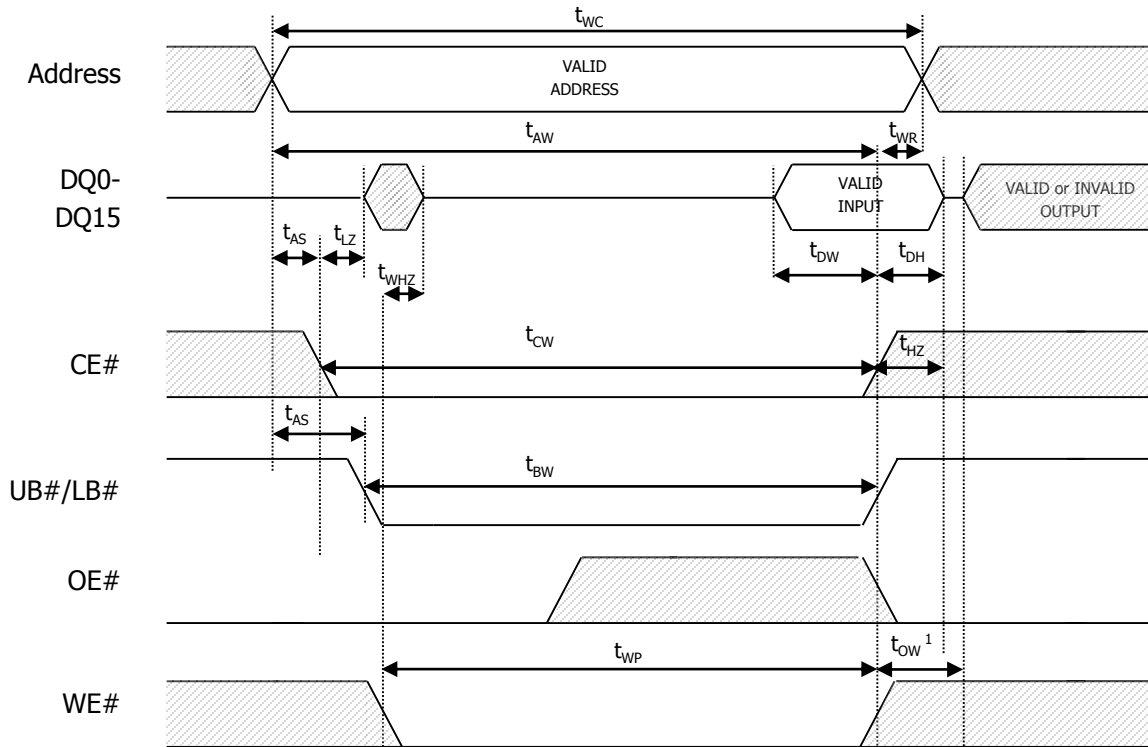 tWC
Address
VALID
ADDRESS
tAW
tWR
DQ0-
DQ15
VALID
INPUT
VALID or INVALID
OUTPUT
tAS
tLZ
tWHZ
tDW
tDH
CE#
tCW
tHZ
tAS
UB#/LB#
tBW
OE#
tWP
tOW 1
WE#